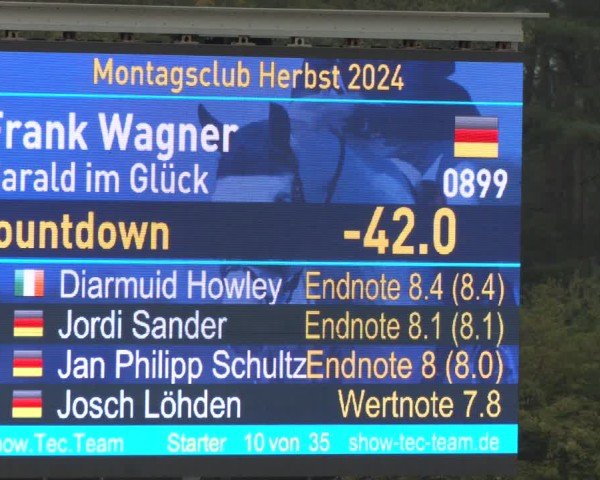 Montagsclub Herbst 2024
Frank Wagner
arald im Glück 0899
ountdown -42.0
Diarmuid Howley Endnote 8.4 (8.4)
Jordi Sander Endnote 8.1 (8.1)
Jan Philipp Schultz Endnote 8 (8.0)
Josch Löhden Wertnote 7.8
how.Tec.Team Starter 10 von 35 show-tec-team.de